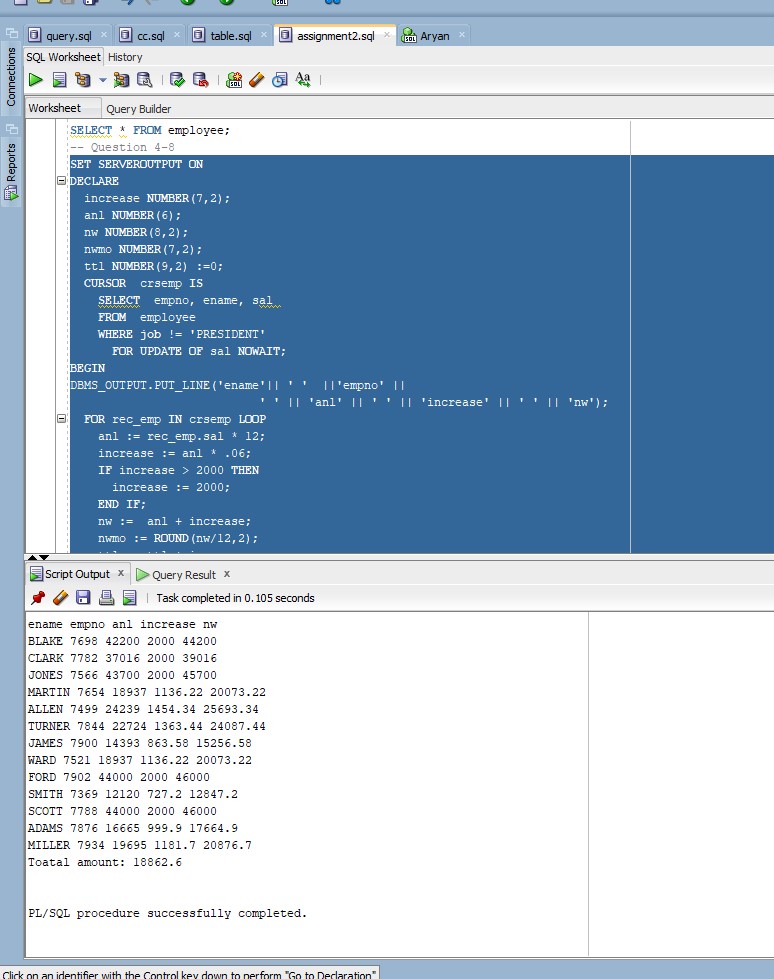 query.sql × cc.sql × table.sql × assignment2.sql × Aryan ×
SQL Worksheet History
Connections
Reports
Worksheet Query Builder
SELECT * FROM employee;
-- Question 4-8
SET SERVEROUTPUT ON
DECLARE
increase NUMBER(7,2);
anl NUMBER(6);
nw NUMBER(8,2);
nwmo NUMBER(7,2);
ttl NUMBER(9,2) :=0;
CURSOR crsemp IS
SELECT empno, ename, sal
FROM employee
WHERE job != 'PRESIDENT'
FOR UPDATE OF sal NOWAIT;
BEGIN
DBMS_OUTPUT.PUT_LINE('ename'|| ' ' ||'empno' ||
' ' || 'anl' || ' ' || 'increase' || ' ' || 'nw');
FOR rec_emp IN crsemp LOOP
anl := rec_emp.sal * 12;
increase := anl * .06;
IF increase > 2000 THEN
increase := 2000;
END IF;
nw := anl + increase;
nwmo := ROUND(nw/12,2);
Script Output × Query Result ×
Task completed in 0.105 seconds
ename empno anl increase nw
BLAKE 7698 42200 2000 44200
CLARK 7782 37016 2000 39016
JONES 7566 43700 2000 45700
MARTIN 7654 18937 1136.22 20073.22
ALLEN 7499 24239 1454.34 25693.34
TURNER 7844 22724 1363.44 24087.44
JAMES 7900 14393 863.58 15256.58
WARD 7521 18937 1136.22 20073.22
FORD 7902 44000 2000 46000
SMITH 7369 12120 727.2 12847.2
SCOTT 7788 44000 2000 46000
ADAMS 7876 16665 999.9 17664.9
MILLER 7934 19695 1181.7 20876.7
Toatal amount: 18862.6
PL/SQL procedure successfully completed.
Click on an identifier with the Control key down to perform "Go to Declaration"